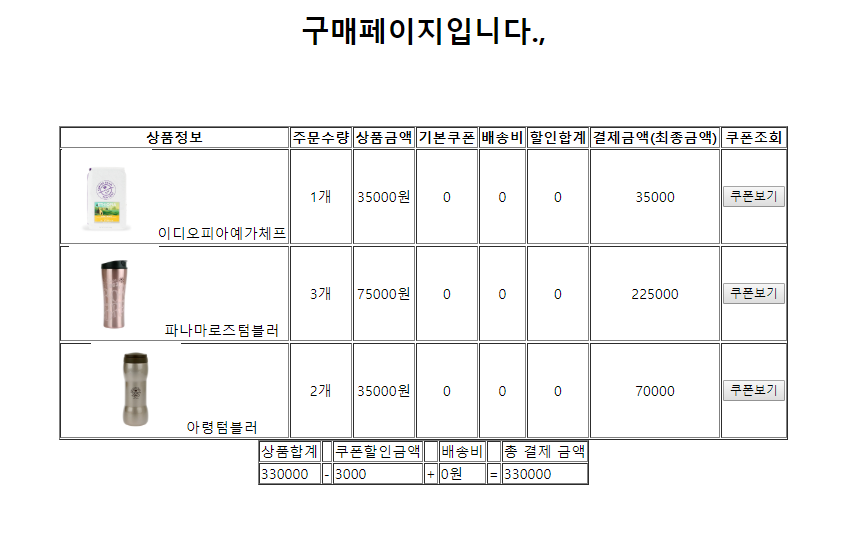 구매페이지입니다.,
상품정보 주문수량 상품금액 기본쿠폰 배송비 할인합계 결제금액(최종금액) 쿠폰조회
이디오피아예가체프 1개 35000원 0 0 0 35000 쿠폰보기
파나마로즈텀블러 3개 75000원 0 0 0 225000 쿠폰보기
아령텀블러 2개 35000원 0 0 0 70000 쿠폰보기
상품합계 쿠폰할인금액 배송비 총 결제 금액
330000 - 3000 + 0원 = 330000